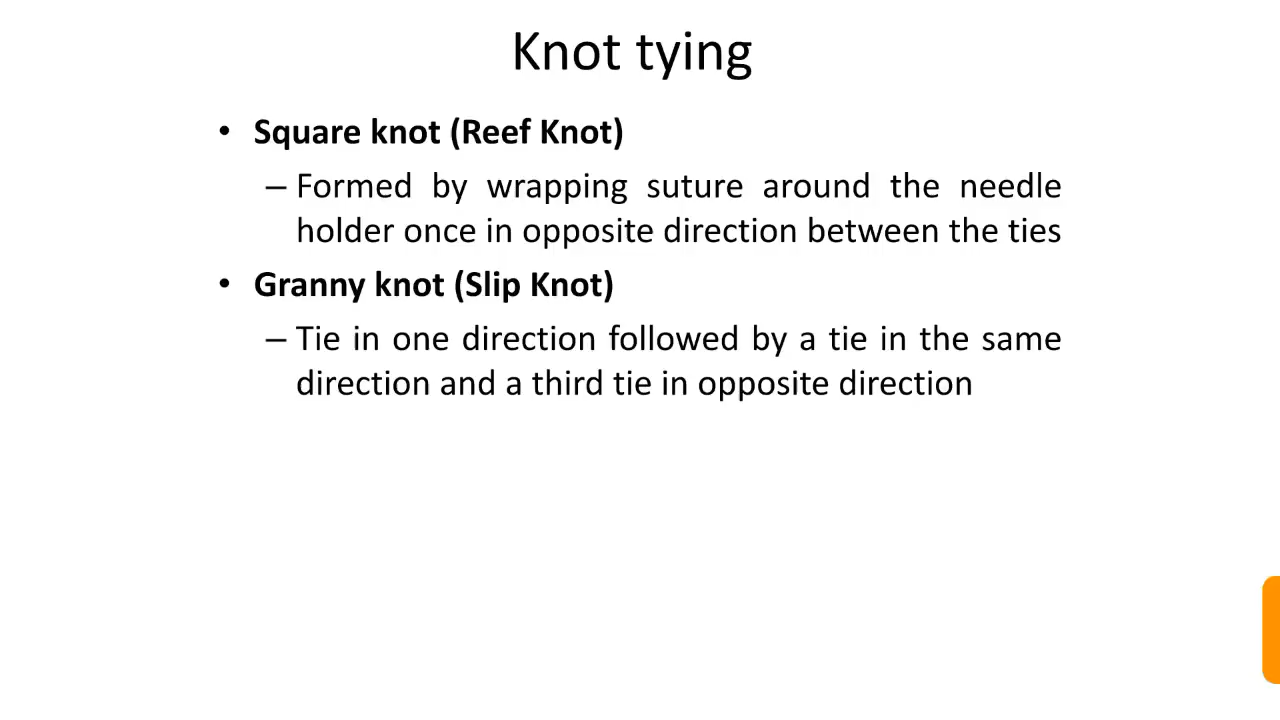 Knot tying
• Square knot (Reef Knot)
– Formed by wrapping suture around the needle
holder once in opposite direction between the ties
• Granny knot (Slip Knot)
– Tie in one direction followed by a tie in the same
direction and a third tie in opposite direction